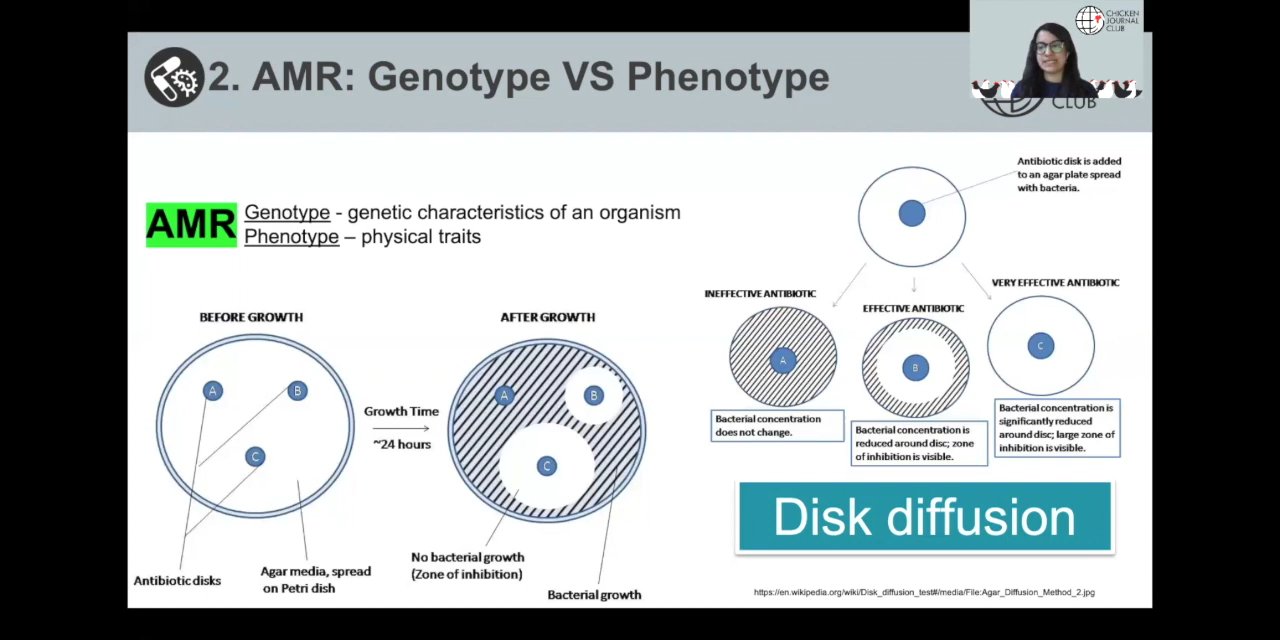 CHICKEN
JOURNAL
CLUB
CLUB
2. AMR: Genotype VS Phenotype
AMR
Genotype - genetic characteristics of an organism
Phenotype – physical traits
BEFORE GROWTH
A
B
C
Antibiotic disks
Agar media, spread
on Petri dish
Growth Time
~24 hours
AFTER GROWTH
A
B
C
No bacterial growth
(Zone of inhibition)
Bacterial growth
Antibiotic disk is added
to an agar plate spread
with bacteria.
INEFFECTIVE ANTIBIOTIC
A
Bacterial concentration
does not change.
EFFECTIVE ANTIBIOTIC
B
Bacterial concentration is
reduced around disc; zone
of inhibition is visible.
VERY EFFECTIVE ANTIBIOTIC
C
Bacterial concentration is
significantly reduced
around disc; large zone of
inhibition is visible.
Disk diffusion
https://en.wikipedia.org/wiki/Disk_diffusion_test#/media/File:Agar_Diffusion_Method_2.jpg